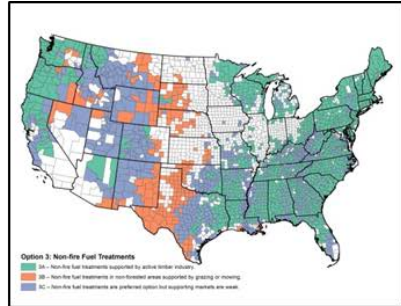 Option 3: Non-fire Fuel Treatments
3A – Non-fire fuel treatments supported by active timber industry.
3B – Non-fire fuel treatments in non-forested areas supported by grazing or mowing.
3C – Non-fire fuel treatments are preferred option but supporting markets are weak.